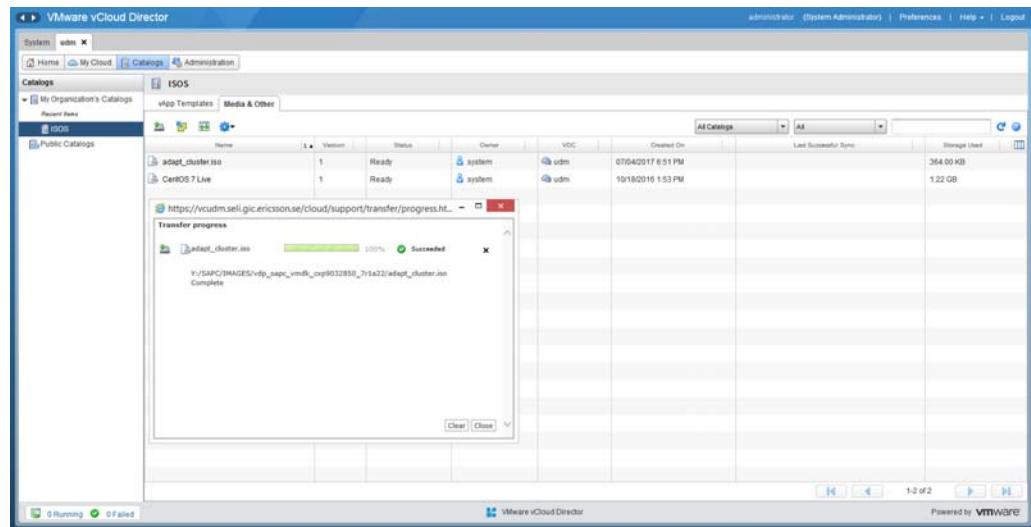 VMware vCloud Director
administrator (System Administrator) | Preferences | Help | Logout
System udm
Home My Cloud Catalogs Administration
Catalogs
ISOS
My Organization's Catalogs
vApp Templates Media & Other
Recent Items
ISOS
All Catalogs All
Public Catalogs
Name 1 Version Status Owner VDC Created On Last Successful Sync Storage Used
adapt_cluster.iso 1 Ready system udm 07/04/2017 6:51 PM 364.00 KB
CentOS 7 Live 1 Ready system udm 10/18/2016 1:53 PM 1.22 GB
https://vcudm.seli.gic.ericsson.se/cloud/support/transfer/progress.ht...
Transfer progress
adapt_cluster.iso 100% Succeeded
Y:/SAPC/IMAGES/vdp_sapc_vmdk_cxp9032850_7r1a22/adapt_cluster.iso
Complete
Clear Close
1-2 of 2
0 Running 0 Failed
VMware vCloud Director
Powered by vmware